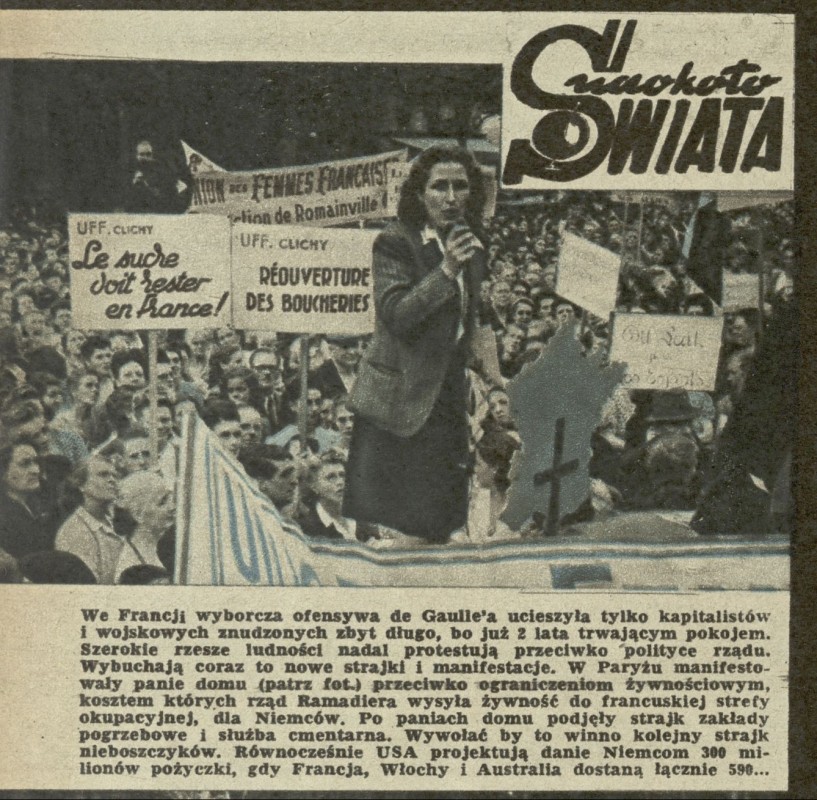 Naokoło
ŚWIATA
UNION DES FEMMES FRANÇAISES
Section de Romainville
UFF. CLICHY
Le sucre
doit rester
en france!
UFF. CLICHY
RÉOUVERTURE
DES BOUCHERIES
We Francji wyborcza ofensywa de Gaulle'a ucieszyła tylko kapitalistów
i wojskowych znudzonych zbyt długo, bo już 2 lata trwającym pokojem.
Szerokie rzesze ludności nadal protestują przeciwko polityce rządu.
Wybuchają coraz to nowe strajki i manifestacje. W Paryżu manifesto-
wały panie domu (patrz fot.) przeciwko ograniczeniom żywnościowym,
kosztem których rząd Ramadiera wysyła żywność do francuskiej strefy
okupacyjnej, dla Niemców. Po paniach domu podjęły strajk zakłady
pogrzebowe i służba cmentarna. Wywołać by to winno kolejny strajk
nieboszczyków. Równocześnie USA projektują danie Niemcom 300 mi-
lionów pożyczki, gdy Francja, Włochy i Australia dostaną łącznie 590...